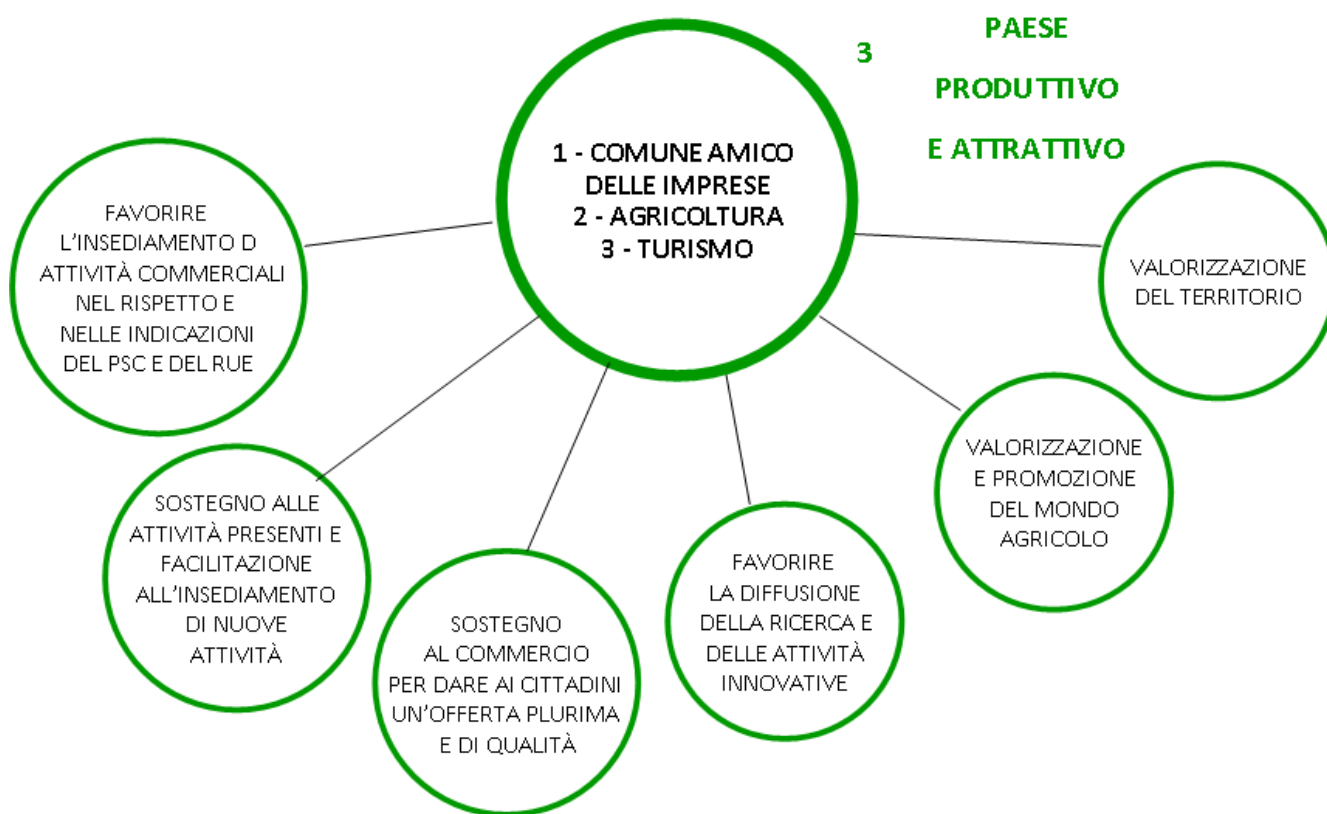 3
PAESE
PRODUTTIVO
E ATTRATTIVO
1 - COMUNE AMICO
DELLE IMPRESE
2 - AGRICOLTURA
3 - TURISMO
FAVORIRE
L'INSEDIAMENTO D
ATTIVITÀ COMMERCIALI
NEL RISPETTO E
NELLE INDICAZIONI
DEL PSC E DEL RUE
SOSTEGNO ALLE
ATTIVITÀ PRESENTI E
FACILITAZIONE
ALL'INSEDIAMENTO
DI NUOVE
ATTIVITÀ
SOSTEGNO
AL COMMERCIO
PER DARE AI CITTADINI
UN'OFFERTA PLURIMA
E DI QUALITÀ
FAVORIRE
LA DIFFUSIONE
DELLA RICERCA E
DELLE ATTIVITÀ
INNOVATIVE
VALORIZZAZIONE
E PROMOZIONE
DEL MONDO
AGRICOLO
VALORIZZAZIONE
DEL TERRITORIO